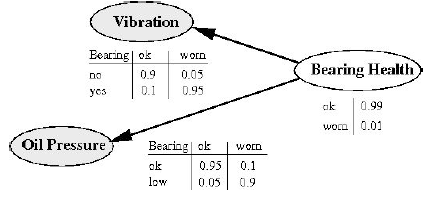 Vibration
Bearing ok worn
no 0.9 0.05
yes 0.1 0.95
Bearing Health
ok 0.99
worn 0.01
Oil Pressure
Bearing ok worn
ok 0.95 0.1
low 0.05 0.9